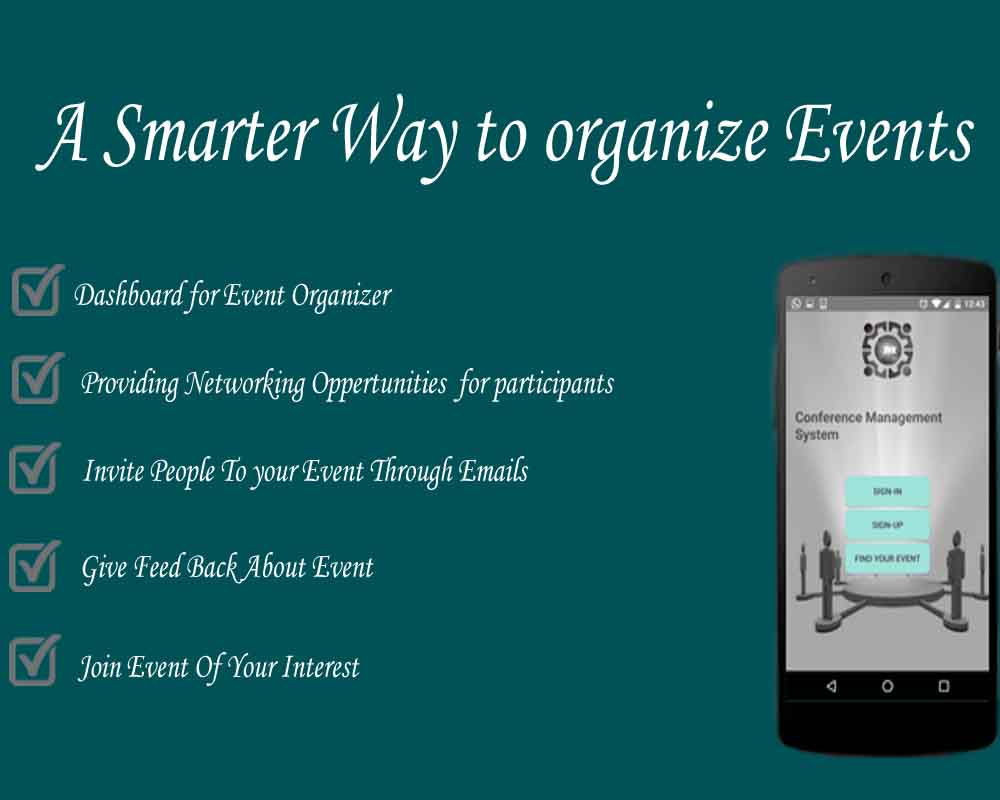 A Smarter Way to organize Events
Dashboard for Event Organizer
Providing Networking Oppertunities for participants
Invite People To your Event Through Emails
Give Feed Back About Event
Join Event Of Your Interest
12:43
Conference Management
System
SIGN-IN
SIGN-UP
FIND YOUR EVENT